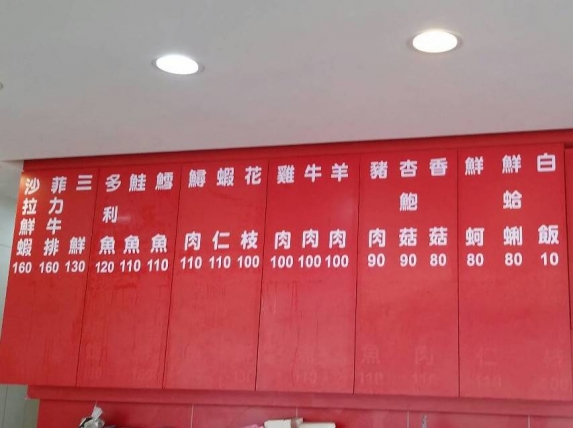 白飯 10
鮮蛤蜊 80
鮮蚵 80
香菇 80
杏鮑菇 90
豬肉 90
羊肉 100
牛肉 100
雞肉 100
花枝 100
蝦仁 110
鱘肉 110
鱈魚 110
鮭魚 110
多利魚 120
三鮮 130
菲力牛排 160
沙拉鮮蝦 160